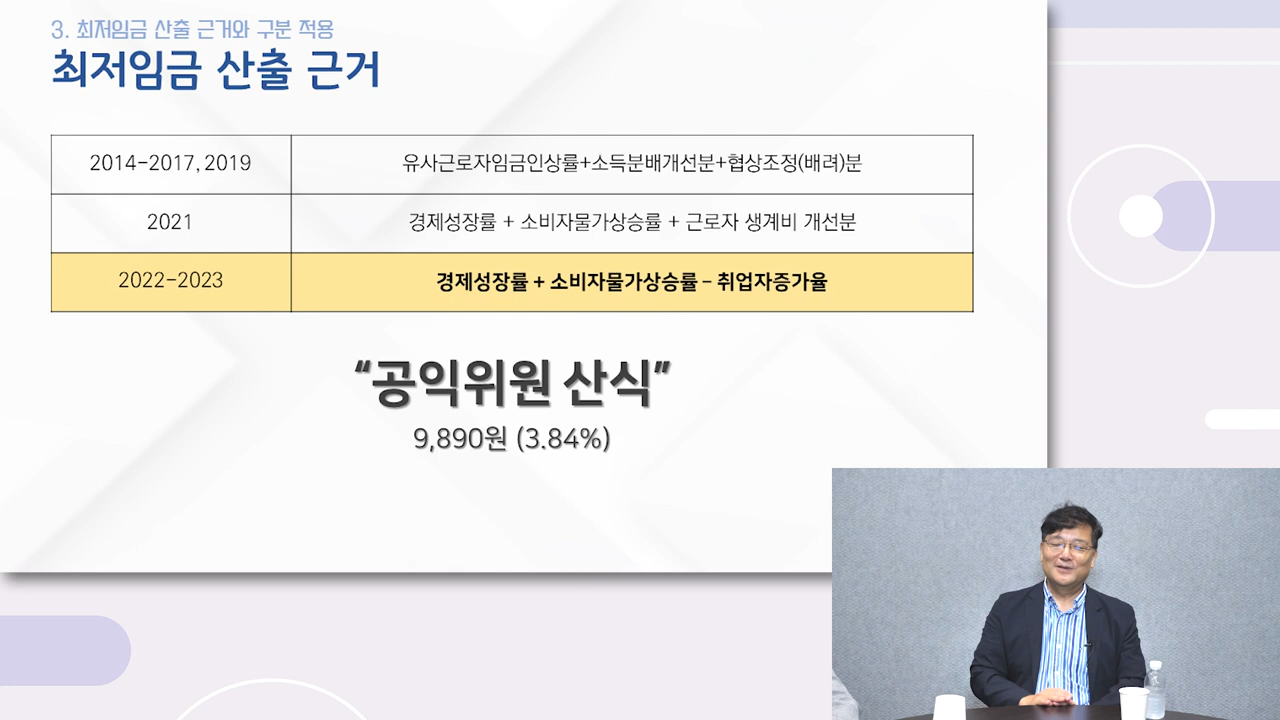 3. 최저임금 산출 근거와 구분 적용
최저임금 산출 근거
2014-2017, 2019
유사근로자임금인상률+소득분배개선분+협상조정(배려)분
2021
경제성장률 + 소비자물가상승률 + 근로자 생계비 개선분
2022-2023
경제성장률 + 소비자물가상승률 - 취업자증가율
“공익위원 산식”
9,890원 (3.84%)